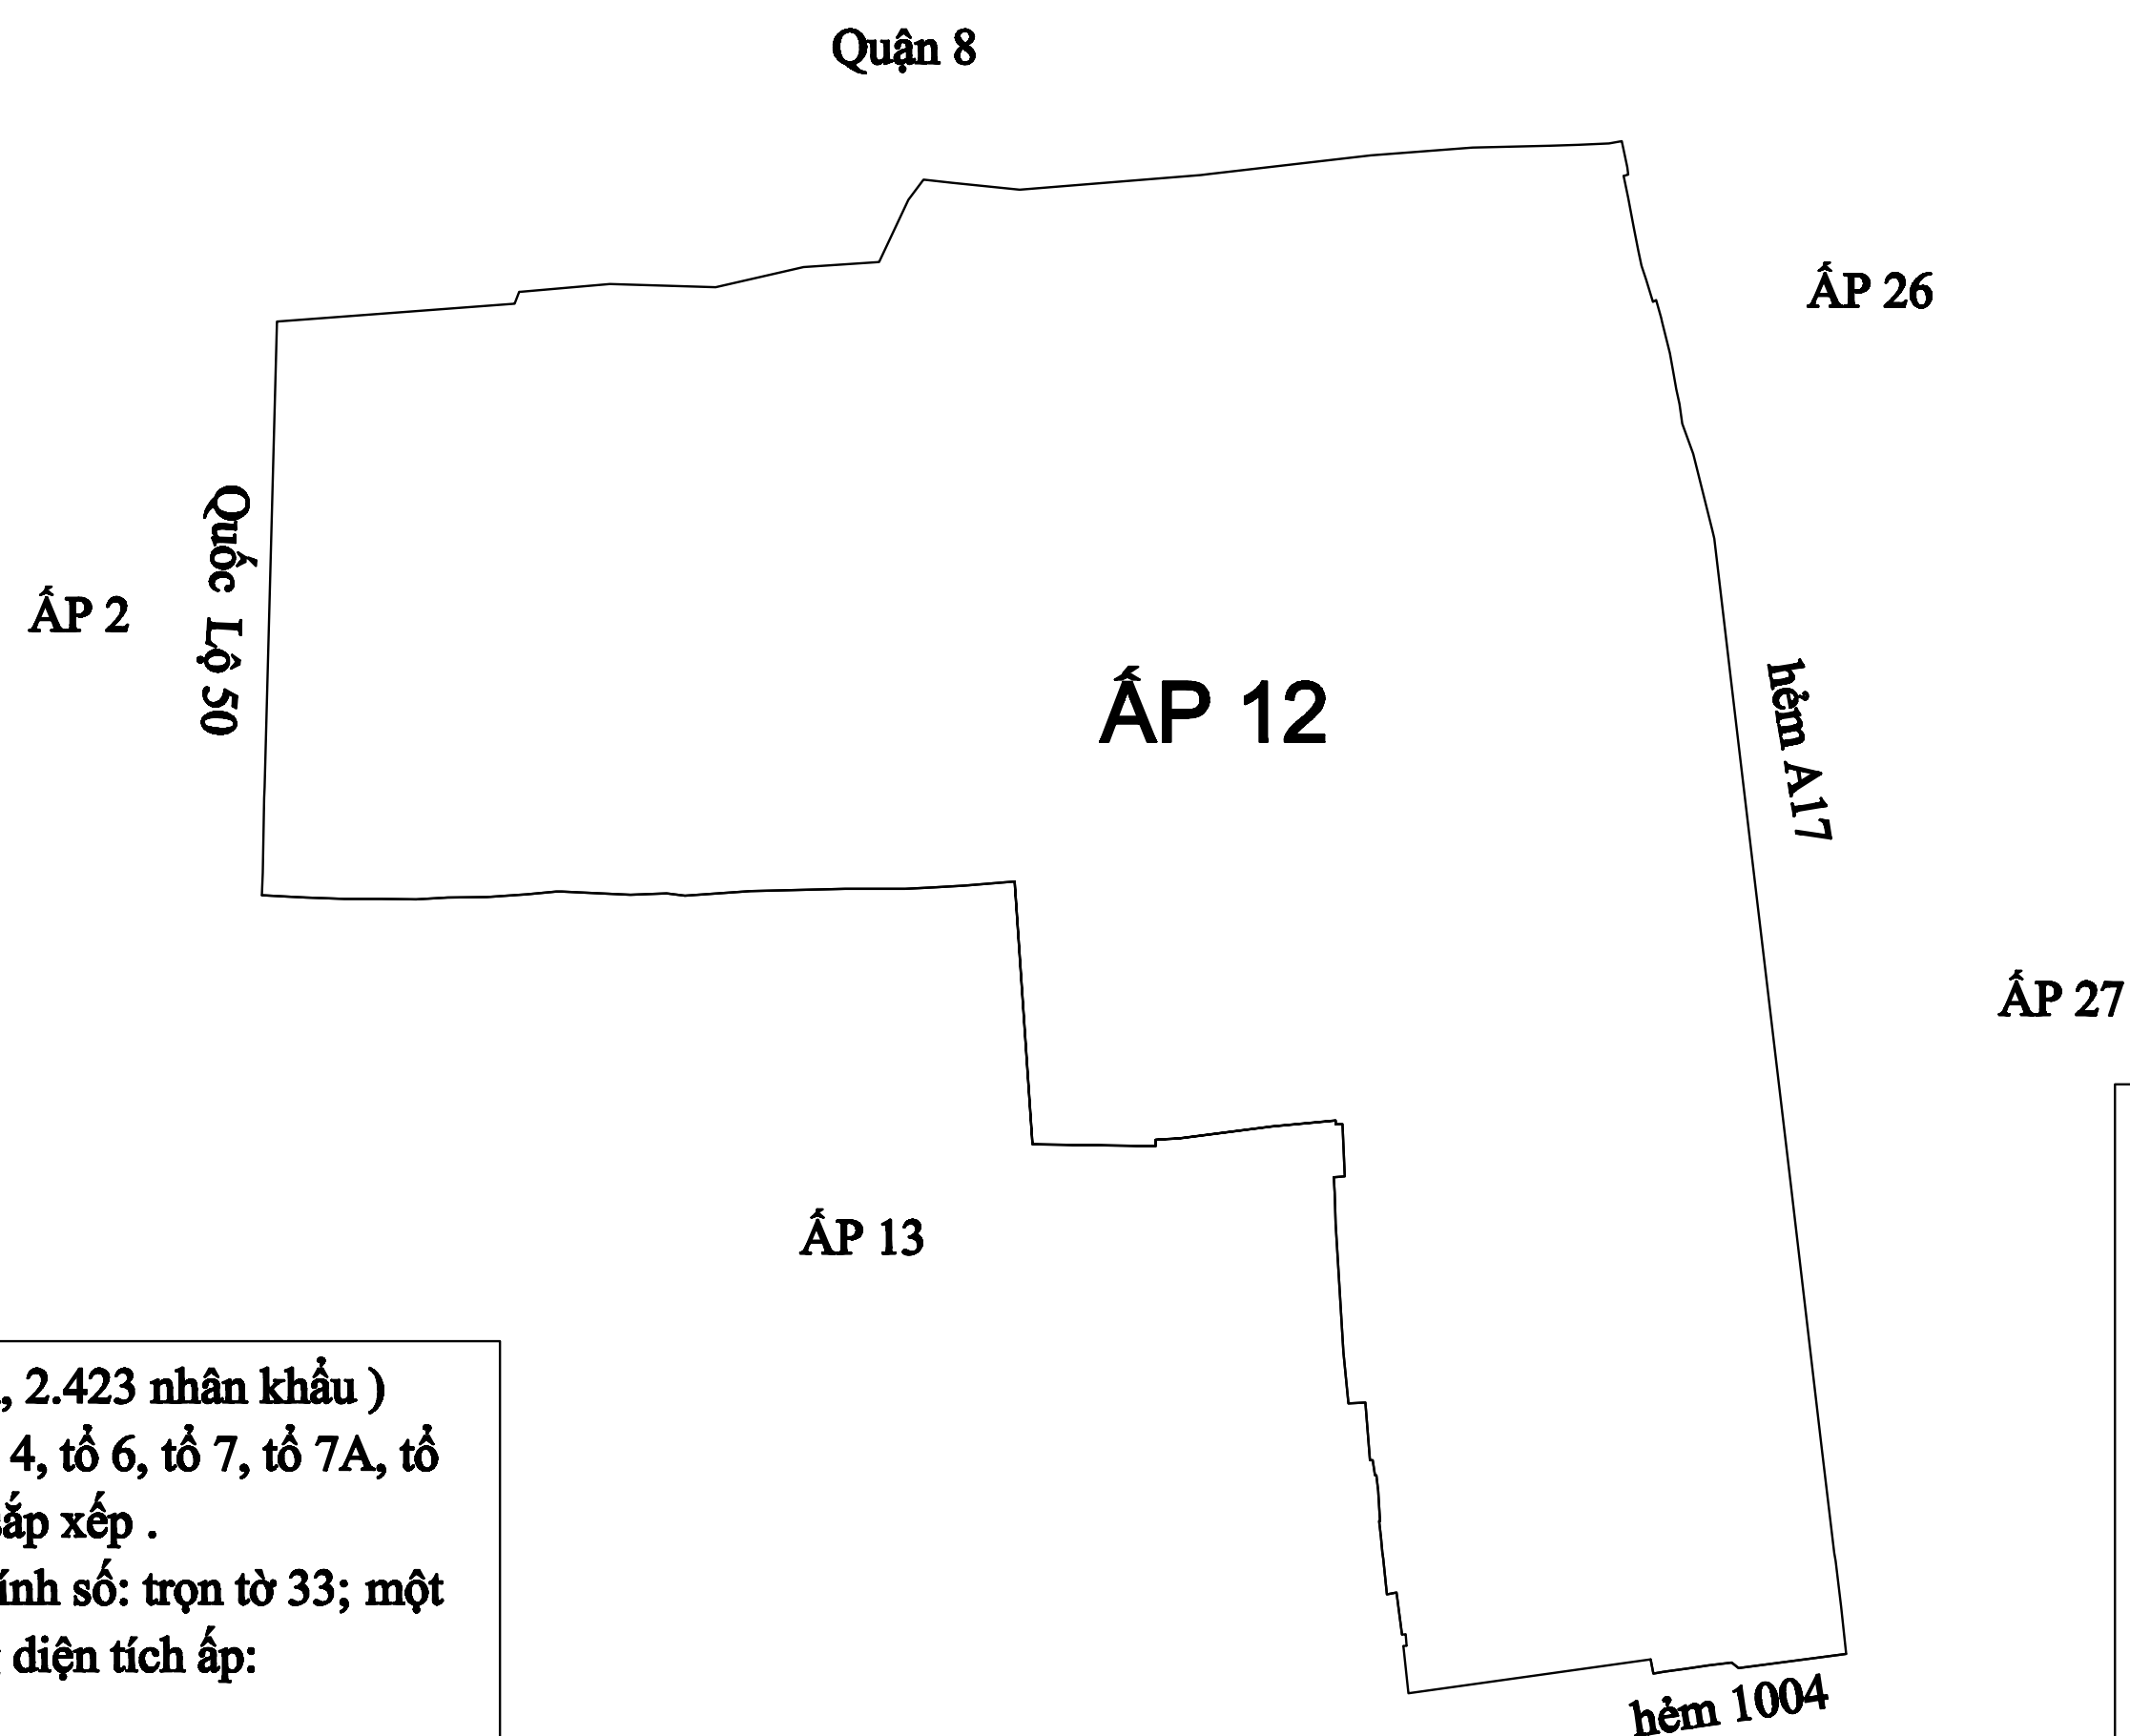 Quận 8
ẤP 26
Quốc Lộ 50
ẤP 2
ẤP 12
hẻm A17
ẤP 27
ẤP 13
, 2.423 nhân khẩu )
4, tổ 6, tổ 7, tổ 7A, tổ
ắp xếp .
ính số: trọn tờ 33; một
diện tích ấp:
hẻm 1004